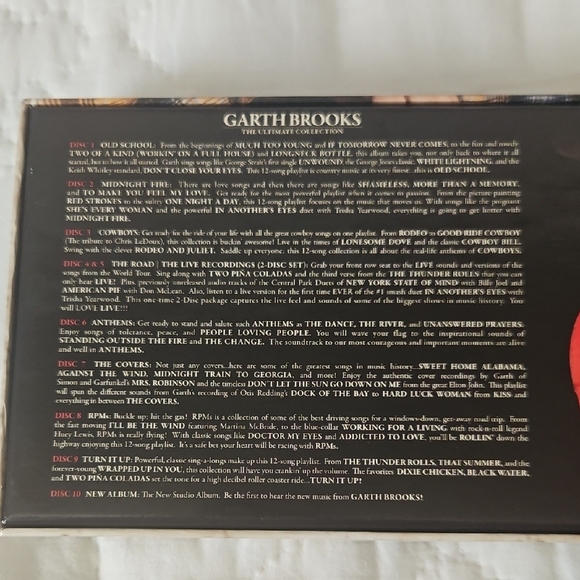 GARTH BROOKS
THE ULTIMATE COLLECTION
DISC 1 OLD SCHOOL: From the beginnings of MUCH TOO YOUNG and IF TOMORROW NEVER COMES, to the fun and rowdy
TWO OF A KIND (WORKIN' ON A FULL HOUSE) and LONGNECK BOTTLE, this album takes you, not only back to where it all
started, but to how it all started. Garth sings songs like George Strait's first single UNWOUND, the George Jones classic, WHITE LIGHTNING, and the
Keith Whitley standard, DON'T CLOSE YOUR EYES. This 12-song playlist is country music at its very finest...this is OLD SCHOOL.
DISC 2 MIDNIGHT FIRE: There are love songs and then there are songs like SHAMELESS, MORE THAN A MEMORY,
and TO MAKE YOU FEEL MY LOVE. Get ready for the most powerful playlist when it comes to passion. From the picture painting
RED STROKES to the sultry ONE NIGHT A DAY, this 12-song playlist focuses on the music that moves us. With songs like the poignant
SHE'S EVERY WOMAN and the powerful IN ANOTHER'S EYES duet with Trisha Yearwood, everything is going to get hotter with
MIDNIGHT FIRE.
DISC 3 COWBOYS: Get ready for the ride of your life with all the great cowboy songs on one playlist. From RODEO to GOOD RIDE COWBOY
(The tribute to Chris LeDoux), this collection is buckin' awesome! Live in the times of LONESOME DOVE and the classic COWBOY BILL.
Swing with the clever RODEO AND JULIET. Saddle up everyone; this 12-song collection is all about the real-life anthems of COWBOYS.
DISC 4 & 5 THE ROAD | THE LIVE RECORDINGS (2-DISC SET): Grab your front row seat to the LIVE sounds and versions of the
songs from the World Tour. Sing along with TWO PIÑA COLADAS and the third verse from the THE THUNDER ROLLS that you can
only hear LIVE! Plus, previously unreleased audio tracks of the Central Park Duets of NEW YORK STATE OF MIND with Billy Joel and
AMERICAN PIE with Don McLean. Also, listen to a live version for the first time EVER of the #1 smash duet IN ANOTHER'S EYES with
Trisha Yearwood. This one-time 2-Disc package captures the live feel and sounds of some of the biggest shows in music history. You
will LOVE LIVE!!!
DISC 6 ANTHEMS: Get ready to stand and salute such ANTHEMS as THE DANCE, THE RIVER, and UNANSWERED PRAYERS.
Enjoy songs of tolerance, peace, and PEOPLE LOVING PEOPLE. You will wave your flag to the inspirational sounds of
STANDING OUTSIDE THE FIRE and THE CHANGE. The soundtrack to our most courageous and important moments are alive
and well in ANTHEMS.
DISC 7 THE COVERS: Not just any covers...here are some of the greatest songs in music history....SWEET HOME ALABAMA,
AGAINST THE WIND, MIDNIGHT TRAIN TO GEORGIA, and more! Enjoy the authentic cover recordings by Garth of
Simon and Garfunkel's MRS. ROBINSON and the timeless DON'T LET THE SUN GO DOWN ON ME from the great Elton John. This playlist
will span the different sounds from Garth's recording of Otis Redding's DOCK OF THE BAY to HARD LUCK WOMAN from KISS and
everything in between THE COVERS.
DISC 8 RPMs: Buckle up; hit the gas! RPMs is a collection of some of the best driving songs for a windows-down, get-away road trip. From
the fast moving I'LL BE THE WIND featuring Martina McBride, to the blue-collar WORKING FOR A LIVING with rock-n-roll legend
Huey Lewis, RPMs is really flying! With classic songs like DOCTOR MY EYES and ADDICTED TO LOVE, you'll be ROLLIN' down the
highway enjoying this 12-song playlist. It's a safe bet your heart will be racing with RPMs.
DISC 9 TURN IT UP: Powerful, classic sing-a-longs make up this 12-song playlist. From THE THUNDER ROLLS, THAT SUMMER, and the
forever-young WRAPPED UP IN YOU, this collection will have you crankin' up the volume. The favorites DIXIE CHICKEN, BLACK WATER,
and TWO PIÑA COLADAS set the tone for a high decibel roller coaster ride...TURN IT UP!
DISC 10 NEW ALBUM: The New Studio Album. Be the first to hear the new music from GARTH BROOKS!